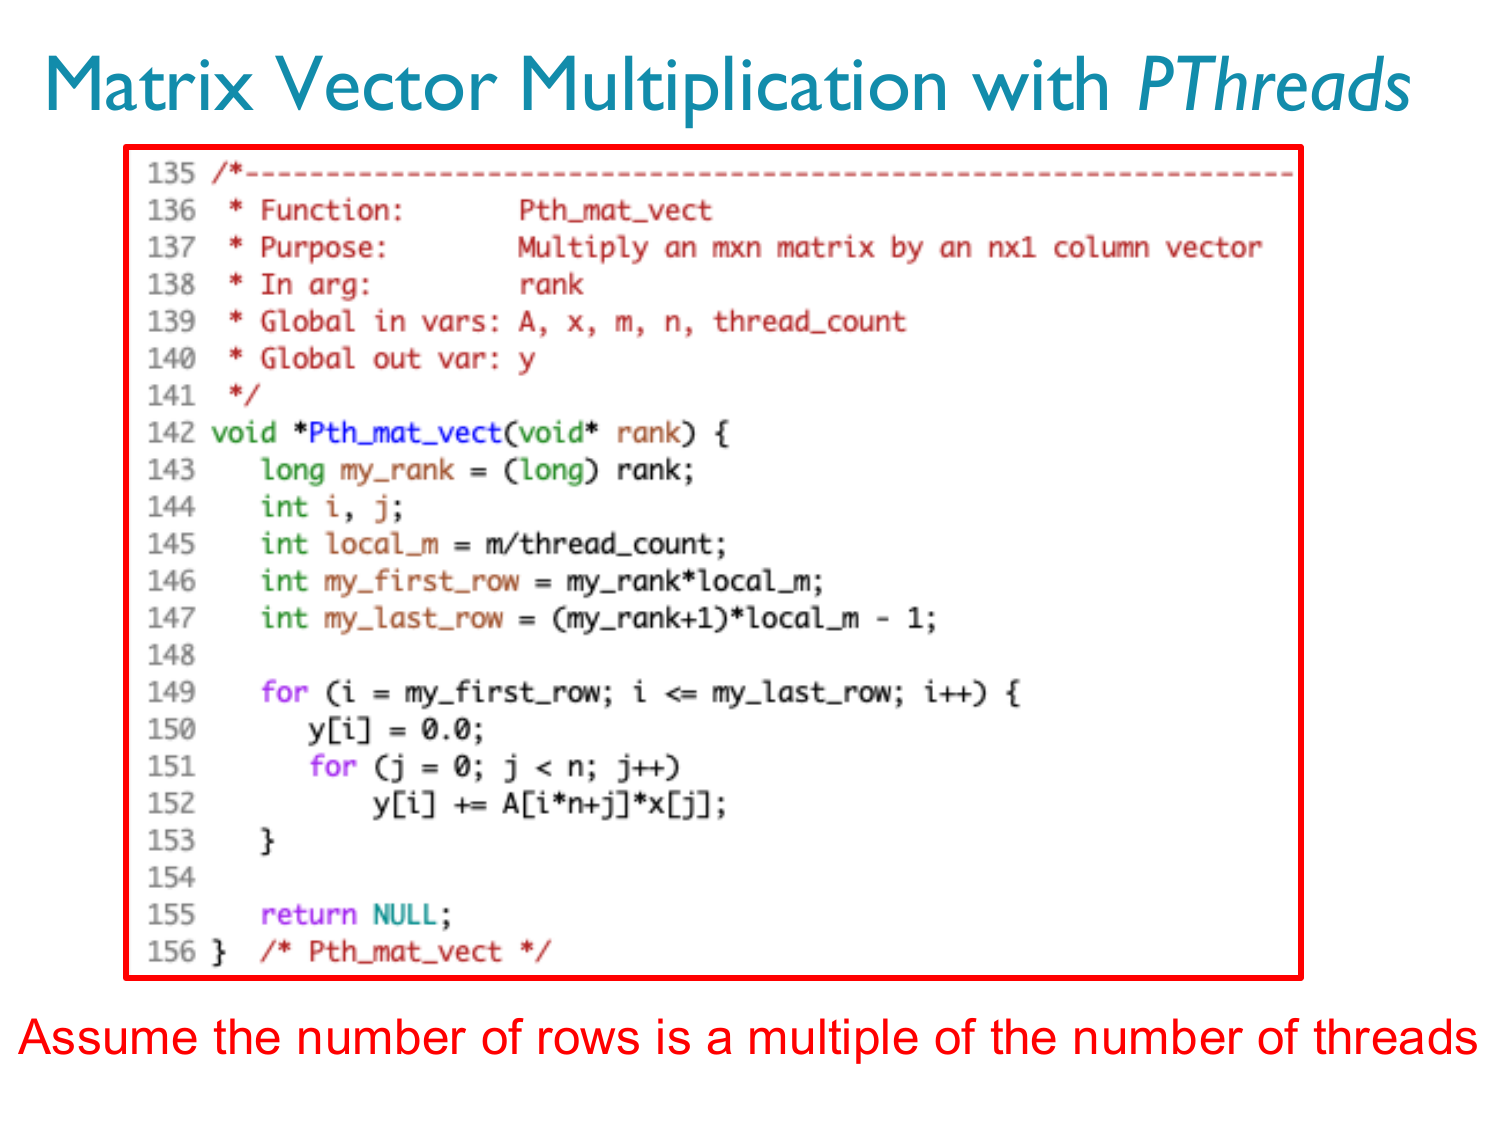 Matrix Vector Multiplication with PThreads
135 /*-----------------------------------------------------------------
136  * Function:       Pth_mat_vect
137  * Purpose:        Multiply an mxn matrix by an nx1 column vector
138  * In arg:         rank
139  * Global in vars: A, x, m, n, thread_count
140  * Global out var: y
141  */
142 void *Pth_mat_vect(void* rank) {
143    long my_rank = (long) rank;
144    int i, j;
145    int local_m = m/thread_count;
146    int my_first_row = my_rank*local_m;
147    int my_last_row = (my_rank+1)*local_m - 1;
148
149    for (i = my_first_row; i <= my_last_row; i++) {
150       y[i] = 0.0;
151       for (j = 0; j < n; j++)
152           y[i] += A[i*n+j]*x[j];
153    }
154
155    return NULL;
156 }  /* Pth_mat_vect */
Assume the number of rows is a multiple of the number of threads